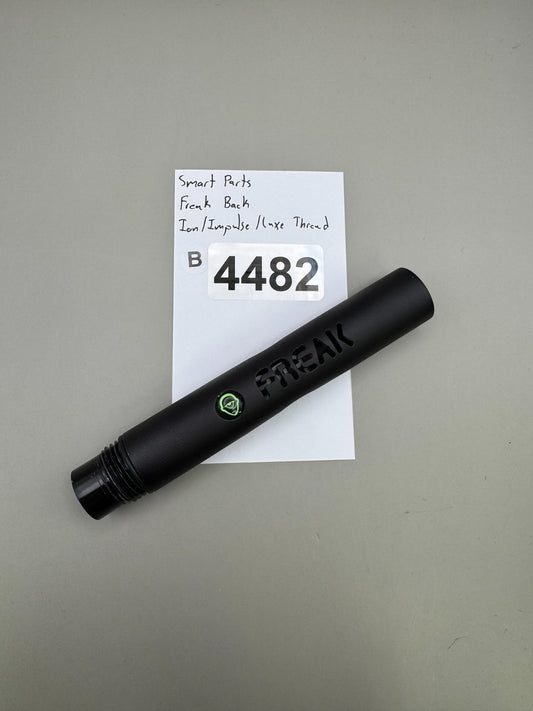 Smart Parts
Freak Back
Ion/Impulse/Luxe Thread
B 4482
FREAK